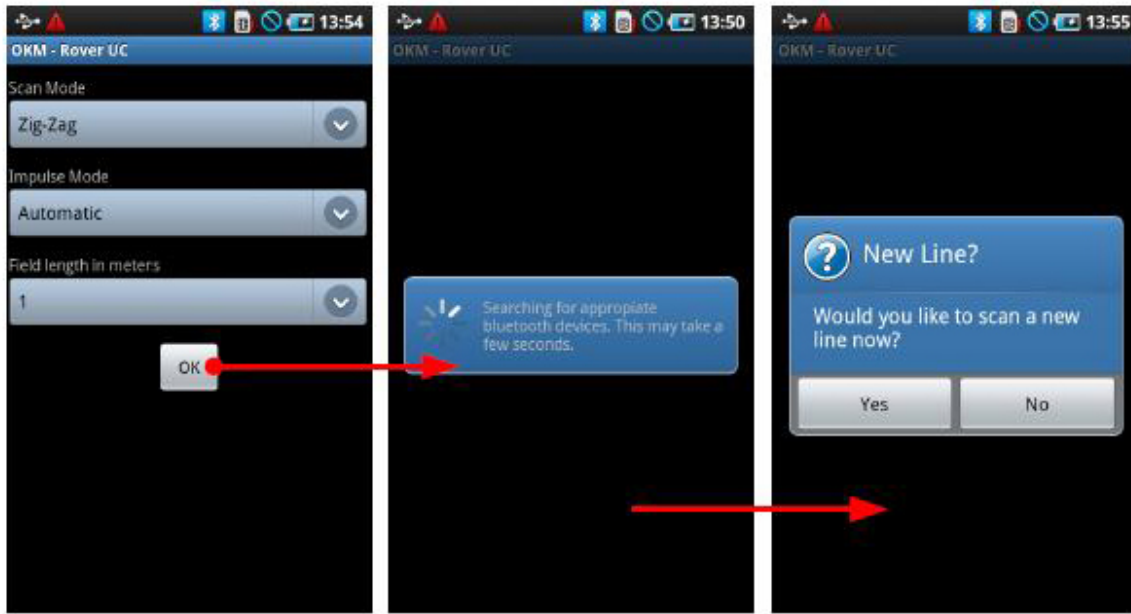 13:54
OKM - Rover UC
Scan Mode
Zig-Zag
Impulse Mode
Automatic
Field length in meters
1
OK
13:50
OKM - Rover UC
Searching for appropiate
bluetooth devices. This may take a
few seconds.
13:55
OKM - Rover UC
New Line?
Would you like to scan a new
line now?
Yes
No